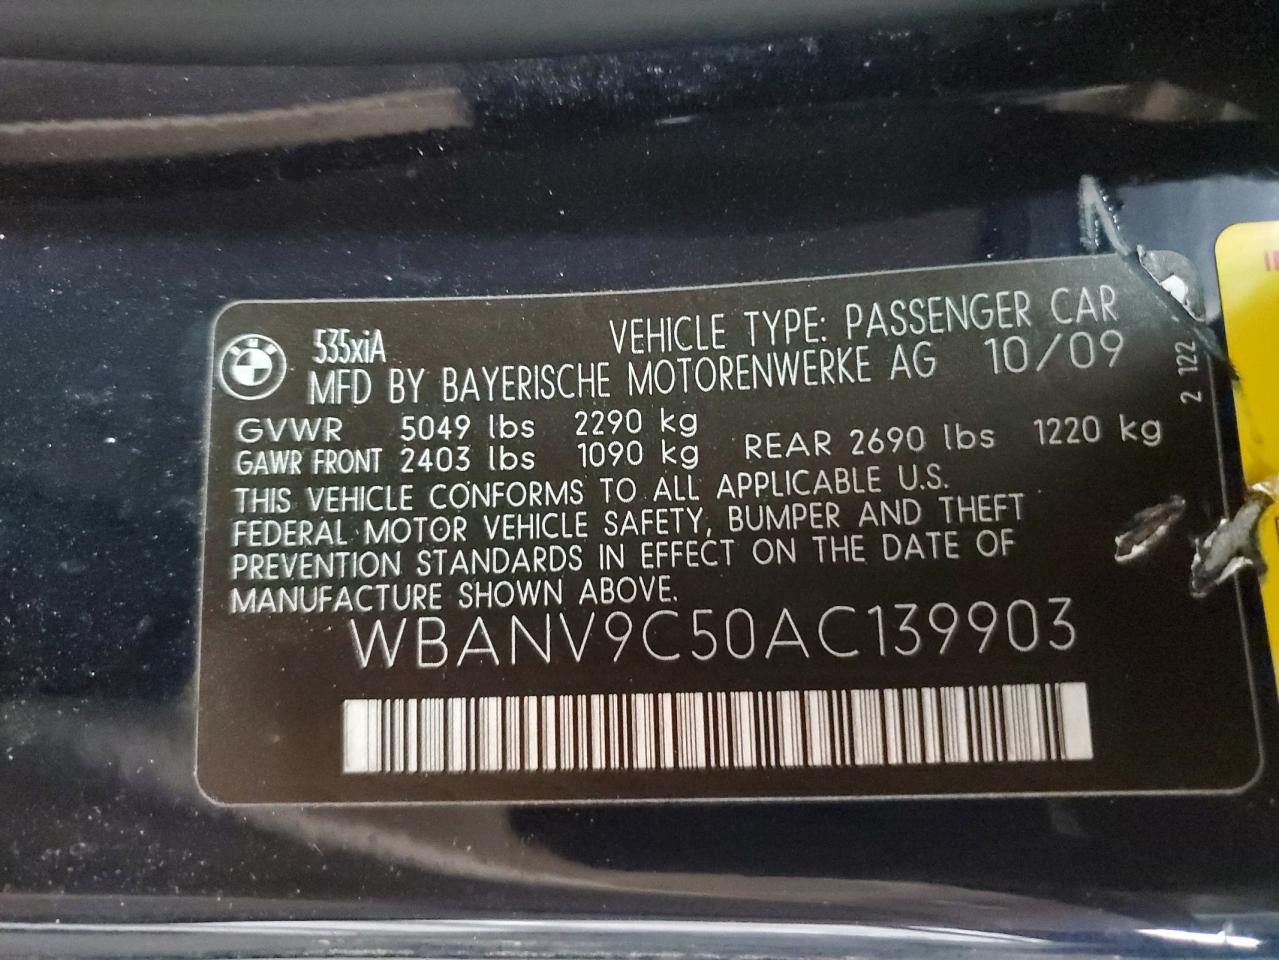 535xiA
VEHICLE TYPE: PASSENGER CAR
MFD BY BAYERISCHE MOTORENWERKE AG 10/09
GVWR 5049 lbs 2290 kg
GAWR FRONT 2403 lbs 1090 kg REAR 2690 lbs 1220 kg
THIS VEHICLE CONFORMS TO ALL APPLICABLE U.S.
FEDERAL MOTOR VEHICLE SAFETY, BUMPER AND THEFT
PREVENTION STANDARDS IN EFFECT ON THE DATE OF
MANUFACTURE SHOWN ABOVE.
WBANV9C50AC139903
2 122